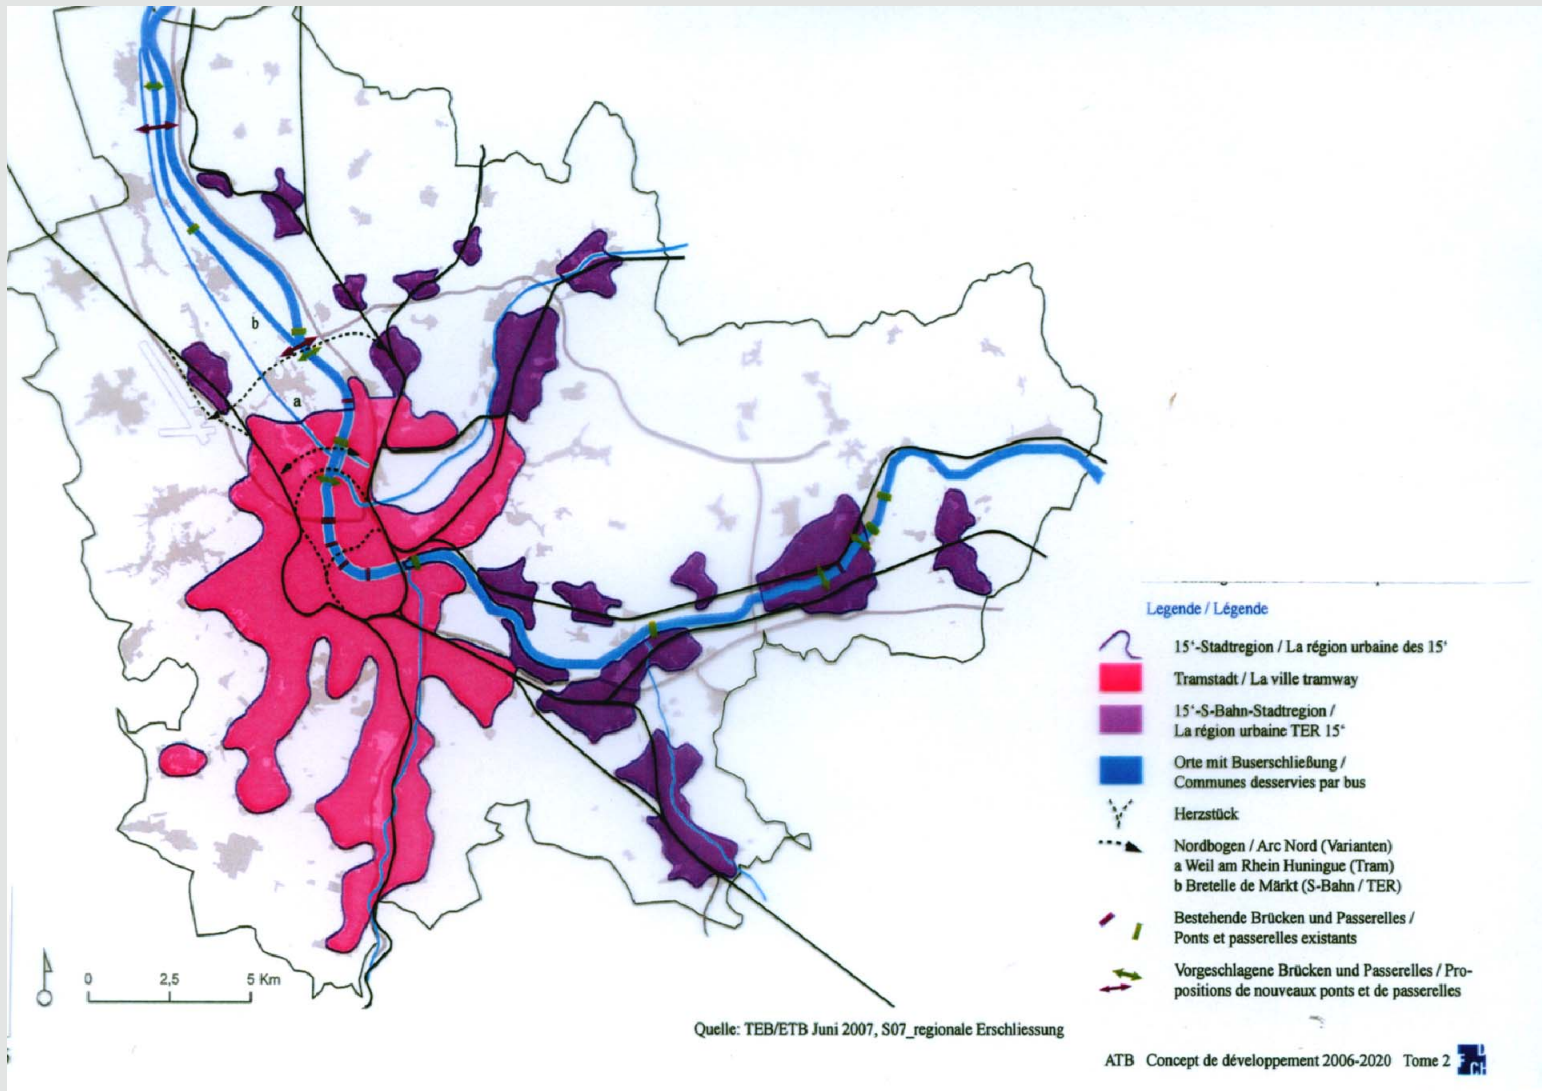 b
a
Legende / Légende
15'-Stadtregion / La région urbaine des 15'
Tramstadt / La ville tramway
15'-S-Bahn-Stadtregion /
La région urbaine TER 15'
Orte mit Buserschließung /
Communes desservies par bus
Herzstück
Nordbogen / Arc Nord (Varianten)
a Weil am Rhein Huningue (Tram)
b Bretelle de Märkt (S-Bahn / TER)
Bestehende Brücken und Passerelles /
Ponts et passerelles existants
Vorgeschlagene Brücken und Passerelles / Pro-
positions de nouveaux ponts et de passerelles
0 2,5 5 Km
Quelle: TEB/ETB Juni 2007, S07_regionale Erschliessung
ATB Concept de développement 2006-2020 Tome 2
D
F CH